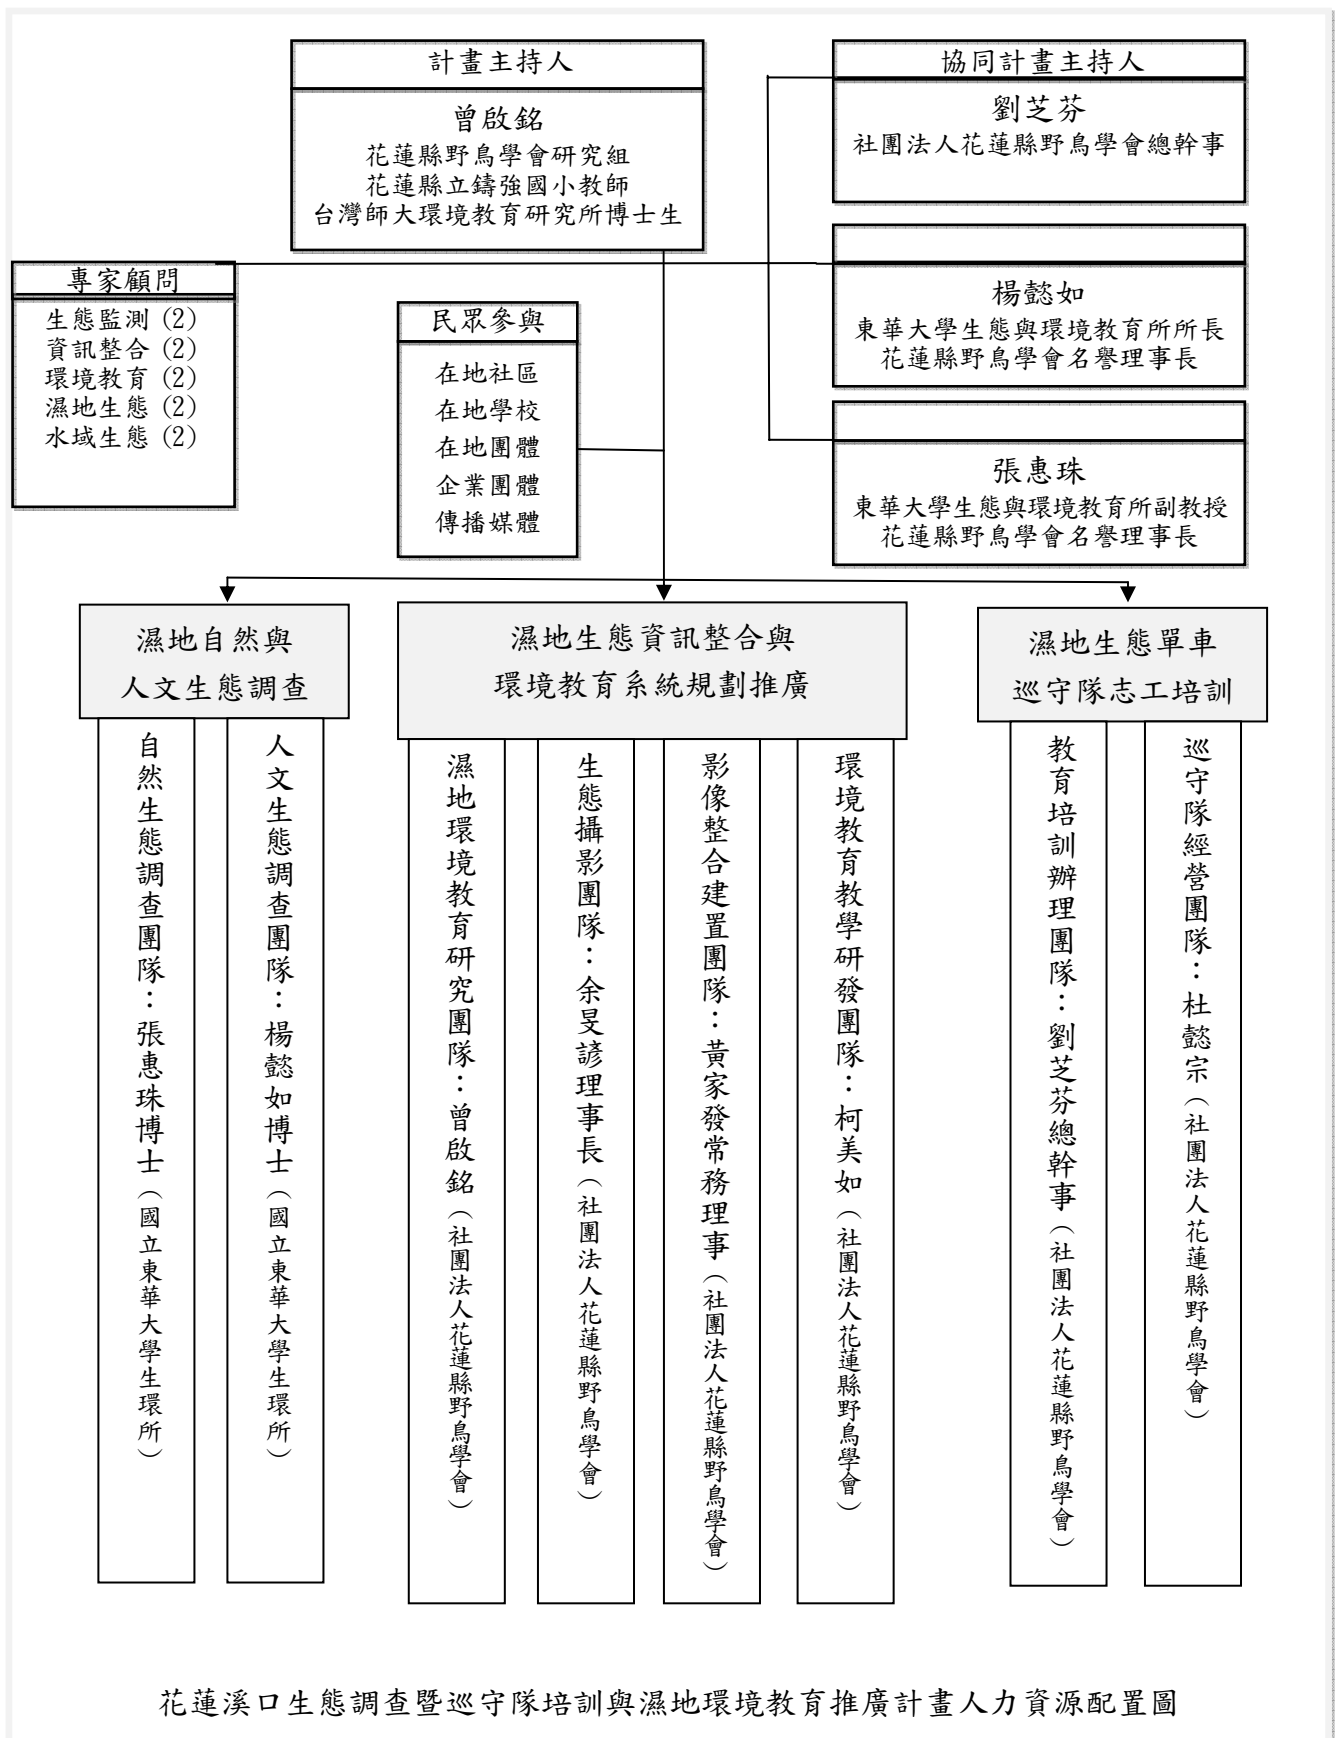 計畫主持人
曾啟銘
花蓮縣野鳥學會研究組
花蓮縣立鑄強國小教師
台灣師大環境教育研究所博士生
協同計畫主持人
劉芝芬
社團法人花蓮縣野鳥學會總幹事
楊懿如
東華大學生態與環境教育所所長
花蓮縣野鳥學會名譽理事長
張惠珠
東華大學生態與環境教育所副教授
花蓮縣野鳥學會名譽理事長
專家顧問
生態監測 (2)
資訊整合 (2)
環境教育 (2)
濕地生態 (2)
水域生態 (2)
民眾參與
在地社區
在地學校
在地團體
企業團體
傳播媒體
濕地自然與
人文生態調查
自然生態調查團隊：張惠珠博士（國立東華大學生環所）
人文生態調查團隊：楊懿如博士（國立東華大學生環所）
濕地生態資訊整合與
環境教育系統規劃推廣
濕地環境教育研究團隊：曾啟銘（社團法人花蓮縣野鳥學會）
生態攝影團隊：余旻諺理事長（社團法人花蓮縣野鳥學會）
影像整合建置團隊：黃家發常務理事（社團法人花蓮縣野鳥學會）
環境教育教學研發團隊：柯美如（社團法人花蓮縣野鳥學會）
濕地生態單車
巡守隊志工培訓
教育培訓辦理團隊：劉芝芬總幹事（社團法人花蓮縣野鳥學會）
巡守隊經營團隊：杜懿宗（社團法人花蓮縣野鳥學會）
花蓮溪口生態調查暨巡守隊培訓與濕地環境教育推廣計畫人力資源配置圖